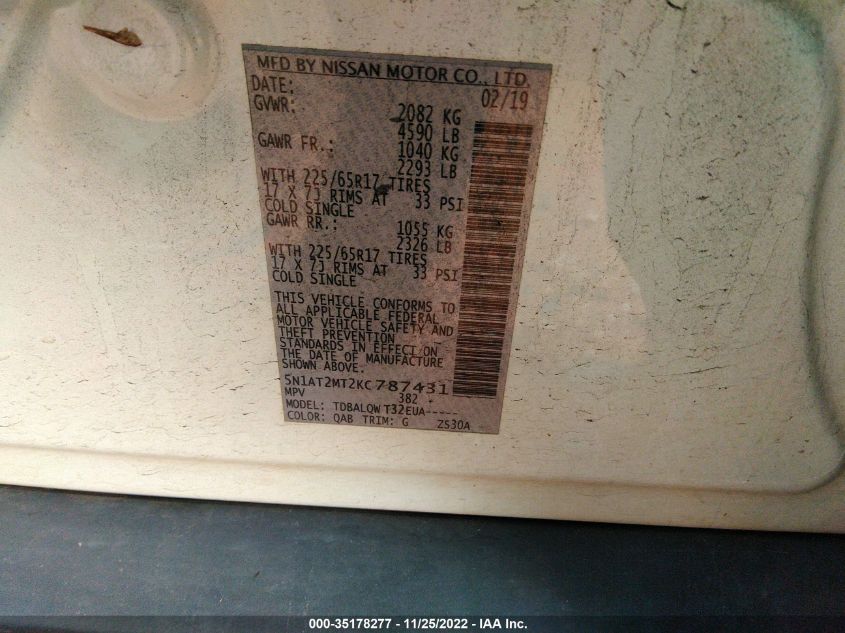 MFD BY NISSAN MOTOR CO., LTD.
DATE: 02/19
GVWR: 2082 KG
4590 LB
GAWR FR.: 1040 KG
2293 LB
WITH 225/65R17 TIRES
17 X 7J RIMS AT 33 PSI
COLD SINGLE
GAWR RR.: 1055 KG
2326 LB
WITH 225/65R17 TIRES
17 X 7J RIMS AT 33 PSI
COLD SINGLE
THIS VEHICLE CONFORMS TO
ALL APPLICABLE FEDERAL
MOTOR VEHICLE SAFETY AND
THEFT PREVENTION
STANDARDS IN EFFECT ON
THE DATE OF MANUFACTURE
SHOWN ABOVE.
5N1AT2MT2KC787431
MPV 382
MODEL: TDBALQW T32EUA-----
COLOR: QAB TRIM: G ZS30A
000-35178277 - 11/25/2022 - IAA Inc.